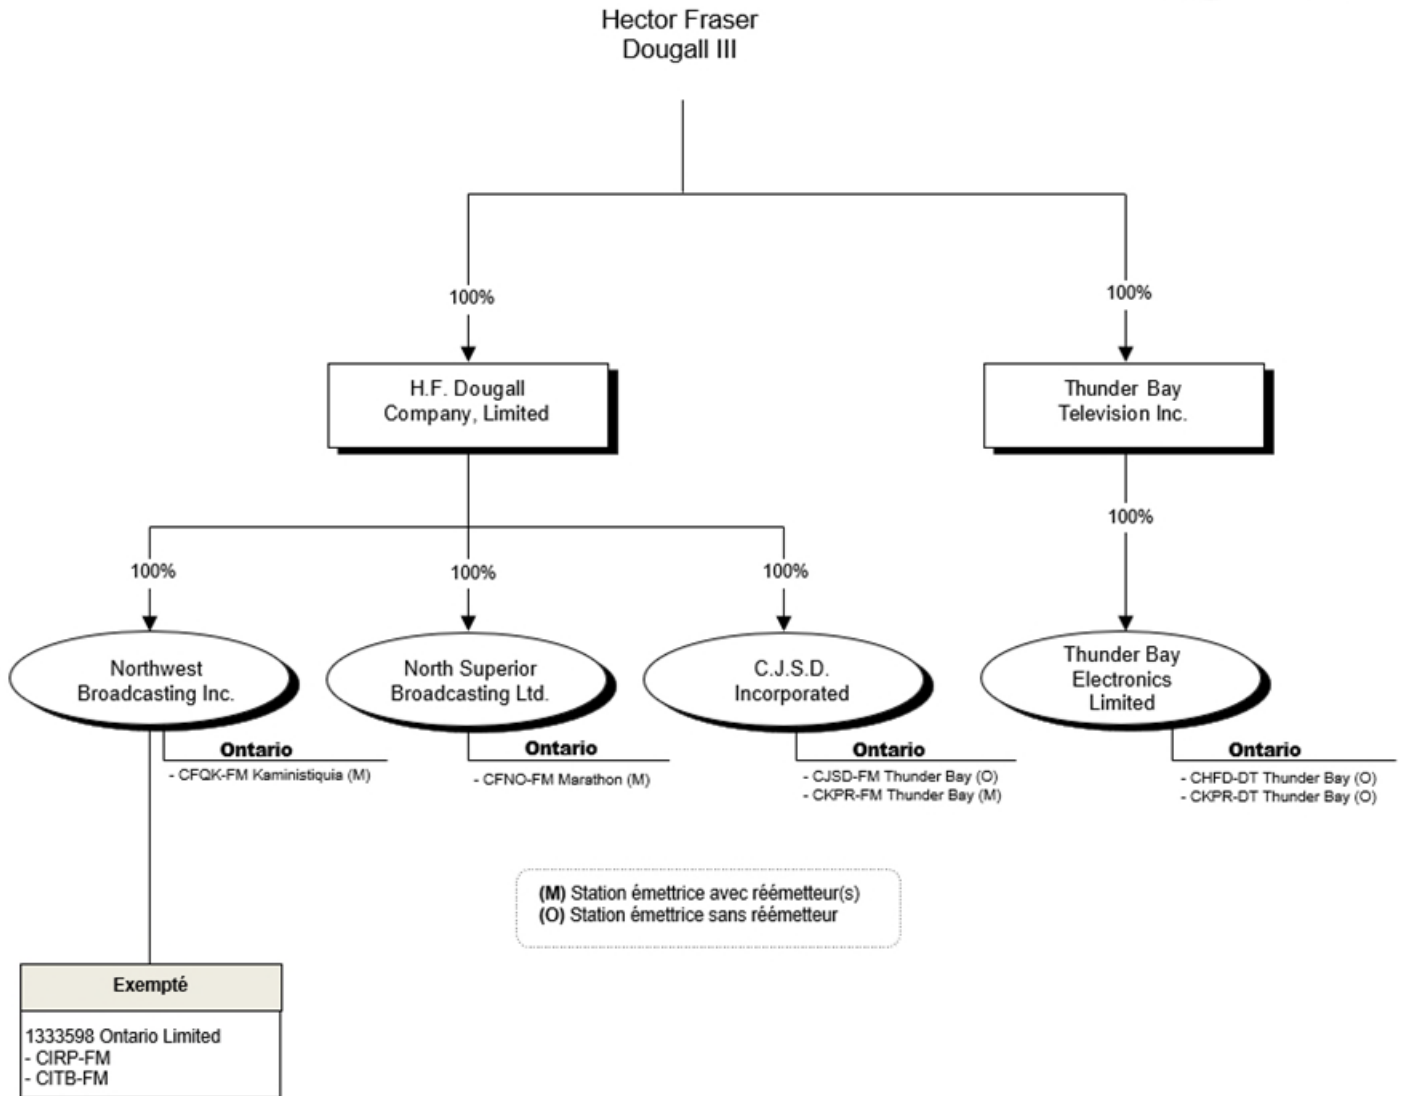 Hector Fraser
Dougall III
100%
100%
H.F. Dougall
Company, Limited
Thunder Bay
Television Inc.
100%
100%
100%
100%
Northwest
Broadcasting Inc.
North Superior
Broadcasting Ltd.
C.J.S.D.
Incorporated
Thunder Bay
Electronics
Limited
Ontario
- CFQK-FM Kaministiquia (M)
Ontario
- CFNO-FM Marathon (M)
Ontario
- CJSD-FM Thunder Bay (O)
- CKPR-FM Thunder Bay (M)
Ontario
- CHFD-DT Thunder Bay (O)
- CKPR-DT Thunder Bay (O)
(M) Station émettrice avec réémetteur(s)
(O) Station émettrice sans réémetteur
Exempté
1333598 Ontario Limited
- CIRP-FM
- CITB-FM